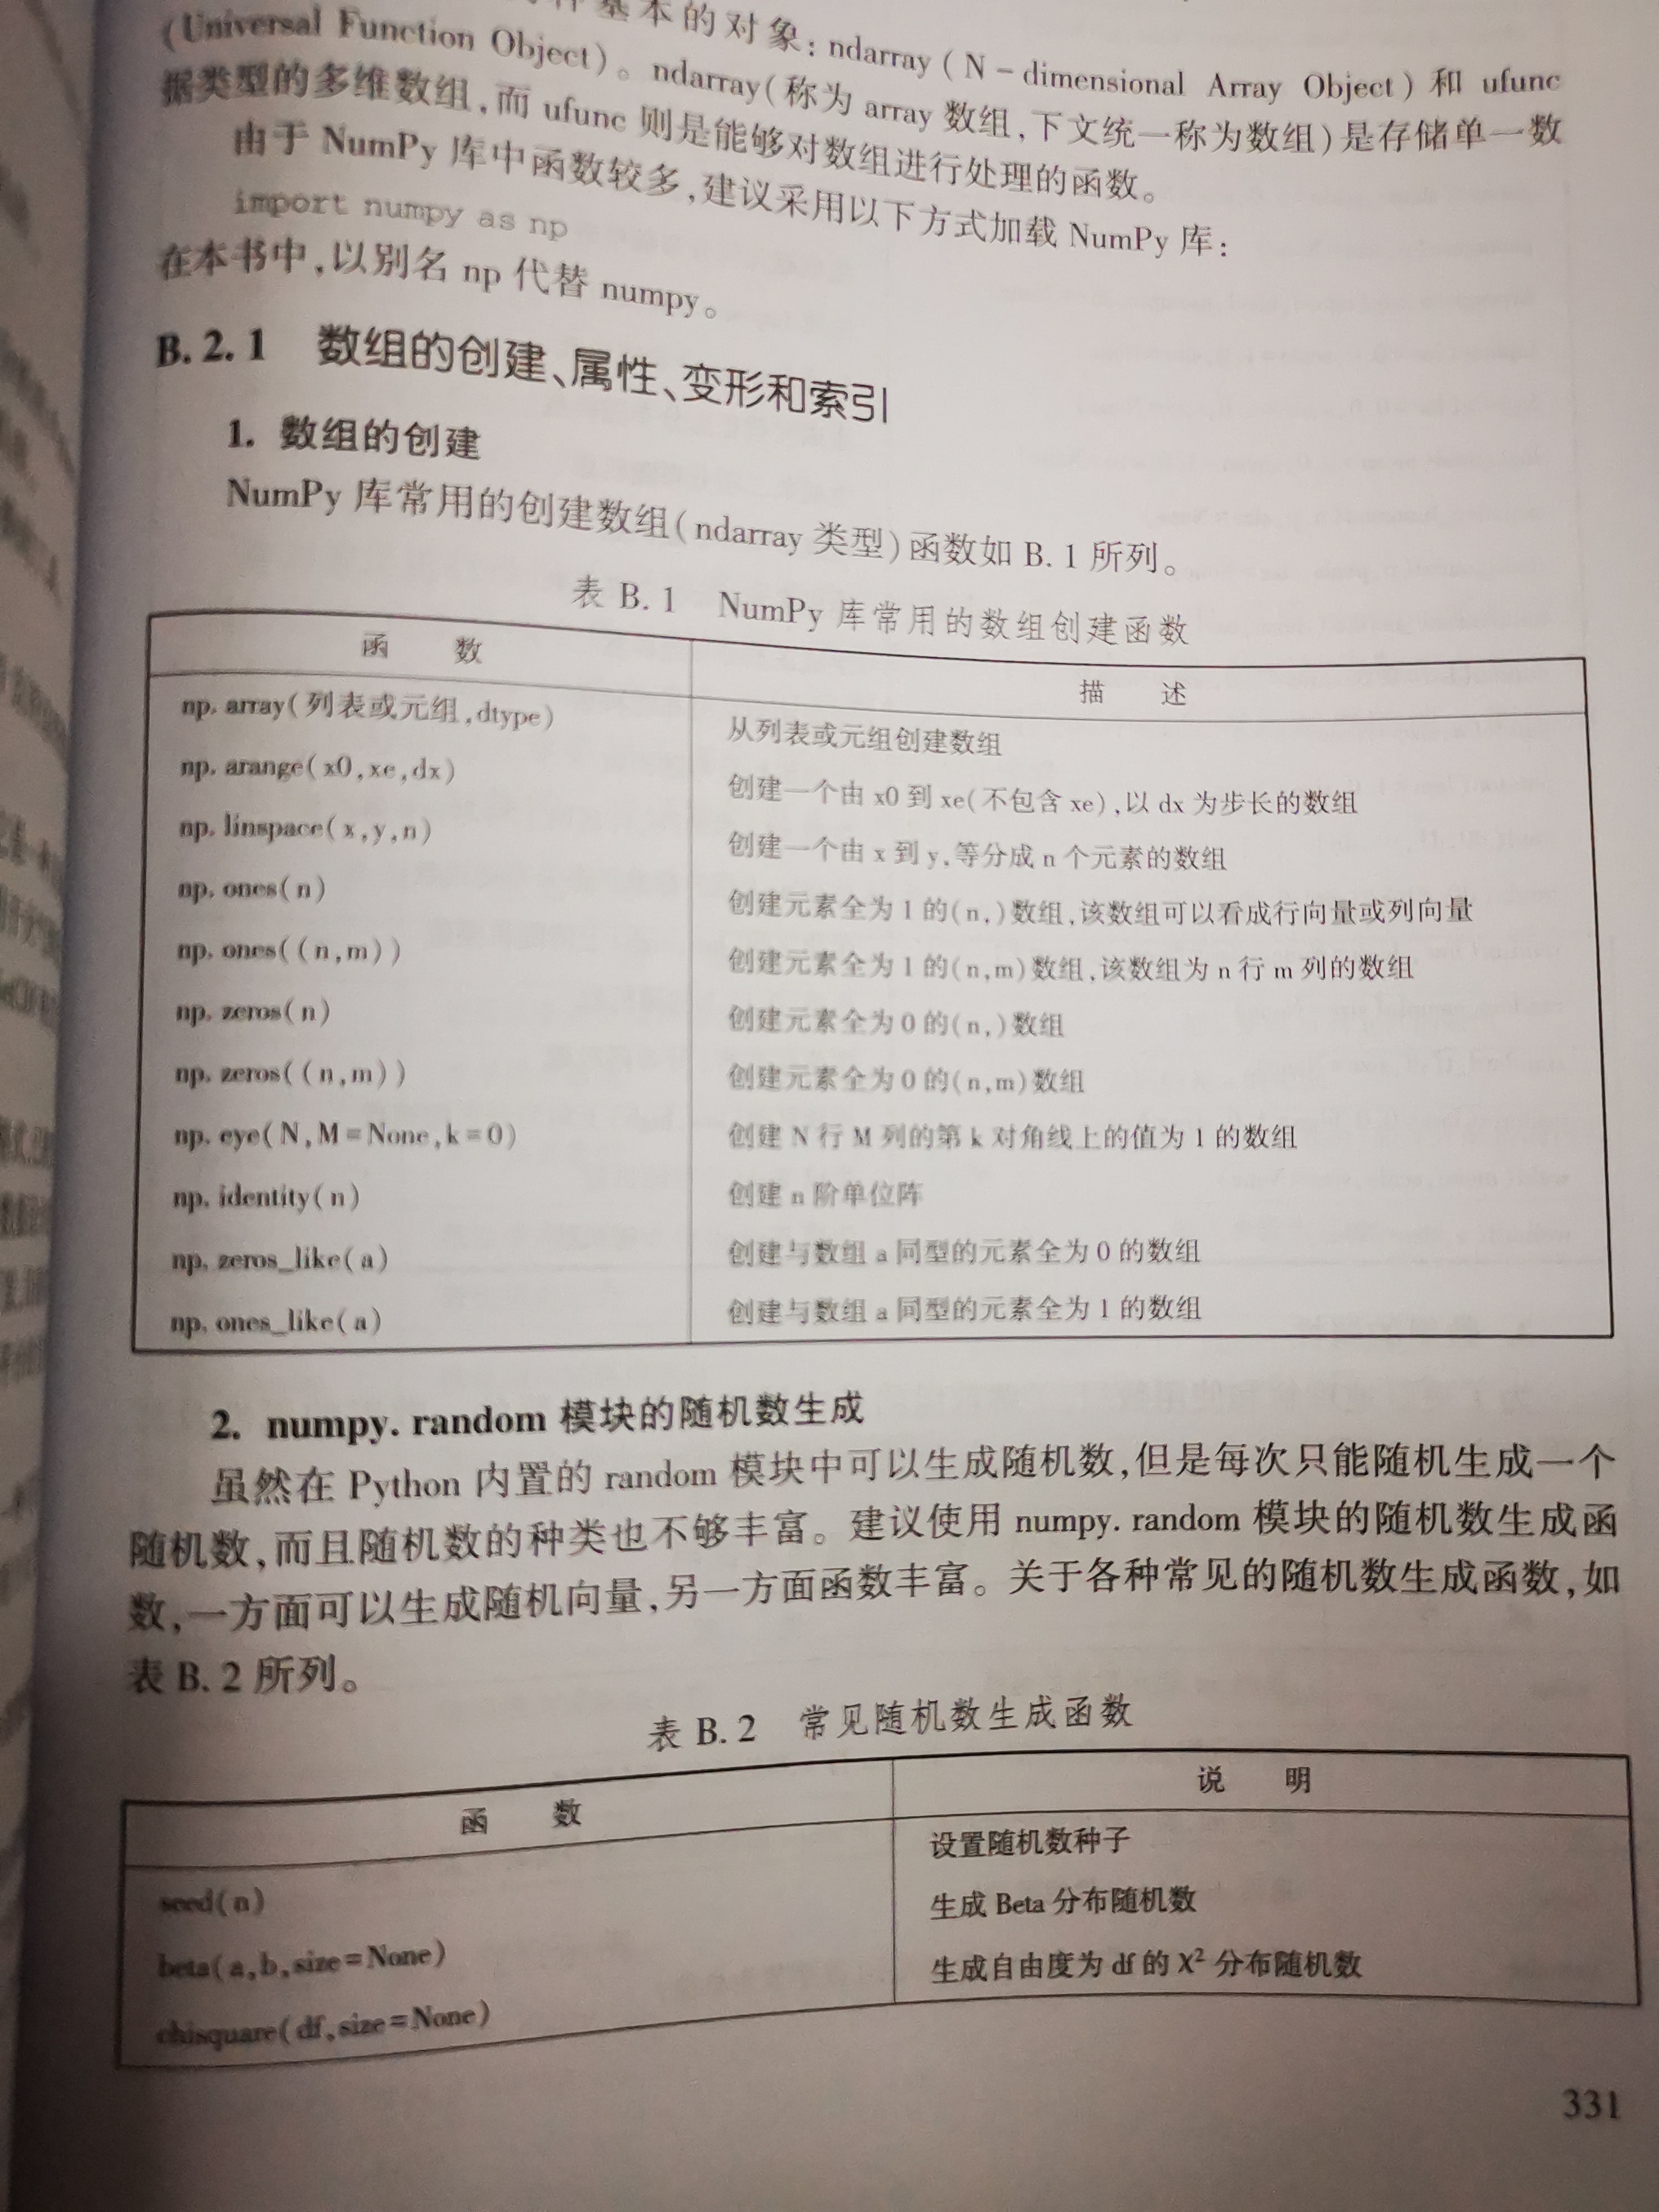 基本的对象:ndarray(N-dimensional Array Object)和 ufunc
(Universal Function Object)。ndarray(称为 array 数组,下文统一称为数组)是存储单一数
据类型的多维数组,而 ufunc 则是能够对数组进行处理的函数。
由于 NumPy 库中函数较多,建议采用以下方式加载 NumPy 库:
import numpy as np
在本书中,以别名 np 代替 numpy。
B.2.1 数组的创建、属性、变形和索引
1. 数组的创建
NumPy 库常用的创建数组(ndarray 类型)函数如 B.1 所列。
表 B.1 NumPy 库常用的数组创建函数
函 数 描 述
np.array(列表或元组,dtype) 从列表或元组创建数组
np.arange(x0,xe,dx) 创建一个由 x0 到 xe(不包含 xe),以 dx 为步长的数组
np.linspace(x,y,n) 创建一个由 x 到 y,等分成 n 个元素的数组
np.ones(n) 创建元素全为 1 的(n,)数组,该数组可以看成行向量或列向量
np.ones((n,m)) 创建元素全为 1 的(n,m)数组,该数组为 n 行 m 列的数组
np.zeros(n) 创建元素全为 0 的(n,)数组
np.zeros((n,m)) 创建元素全为 0 的(n,m)数组
np.eye(N,M=None,k=0) 创建 N 行 M 列的第 k 对角线上的值为 1 的数组
np.identity(n) 创建 n 阶单位阵
np.zeros_like(a) 创建与数组 a 同型的元素全为 0 的数组
np.ones_like(a) 创建与数组 a 同型的元素全为 1 的数组
2. numpy.random 模块的随机数生成
虽然在 Python 内置的 random 模块中可以生成随机数,但是每次只能随机生成一个
随机数,而且随机数的种类也不够丰富。建议使用 numpy.random 模块的随机数生成函
数,一方面可以生成随机向量,另一方面函数丰富。关于各种常见的随机数生成函数,如
表 B.2 所列。
表 B.2 常见随机数生成函数
函 数 说 明
seed(n) 设置随机数种子
beta(a,b,size=None) 生成 Beta 分布随机数
chisquare(df,size=None) 生成自由度为 df 的 χ² 分布随机数
331